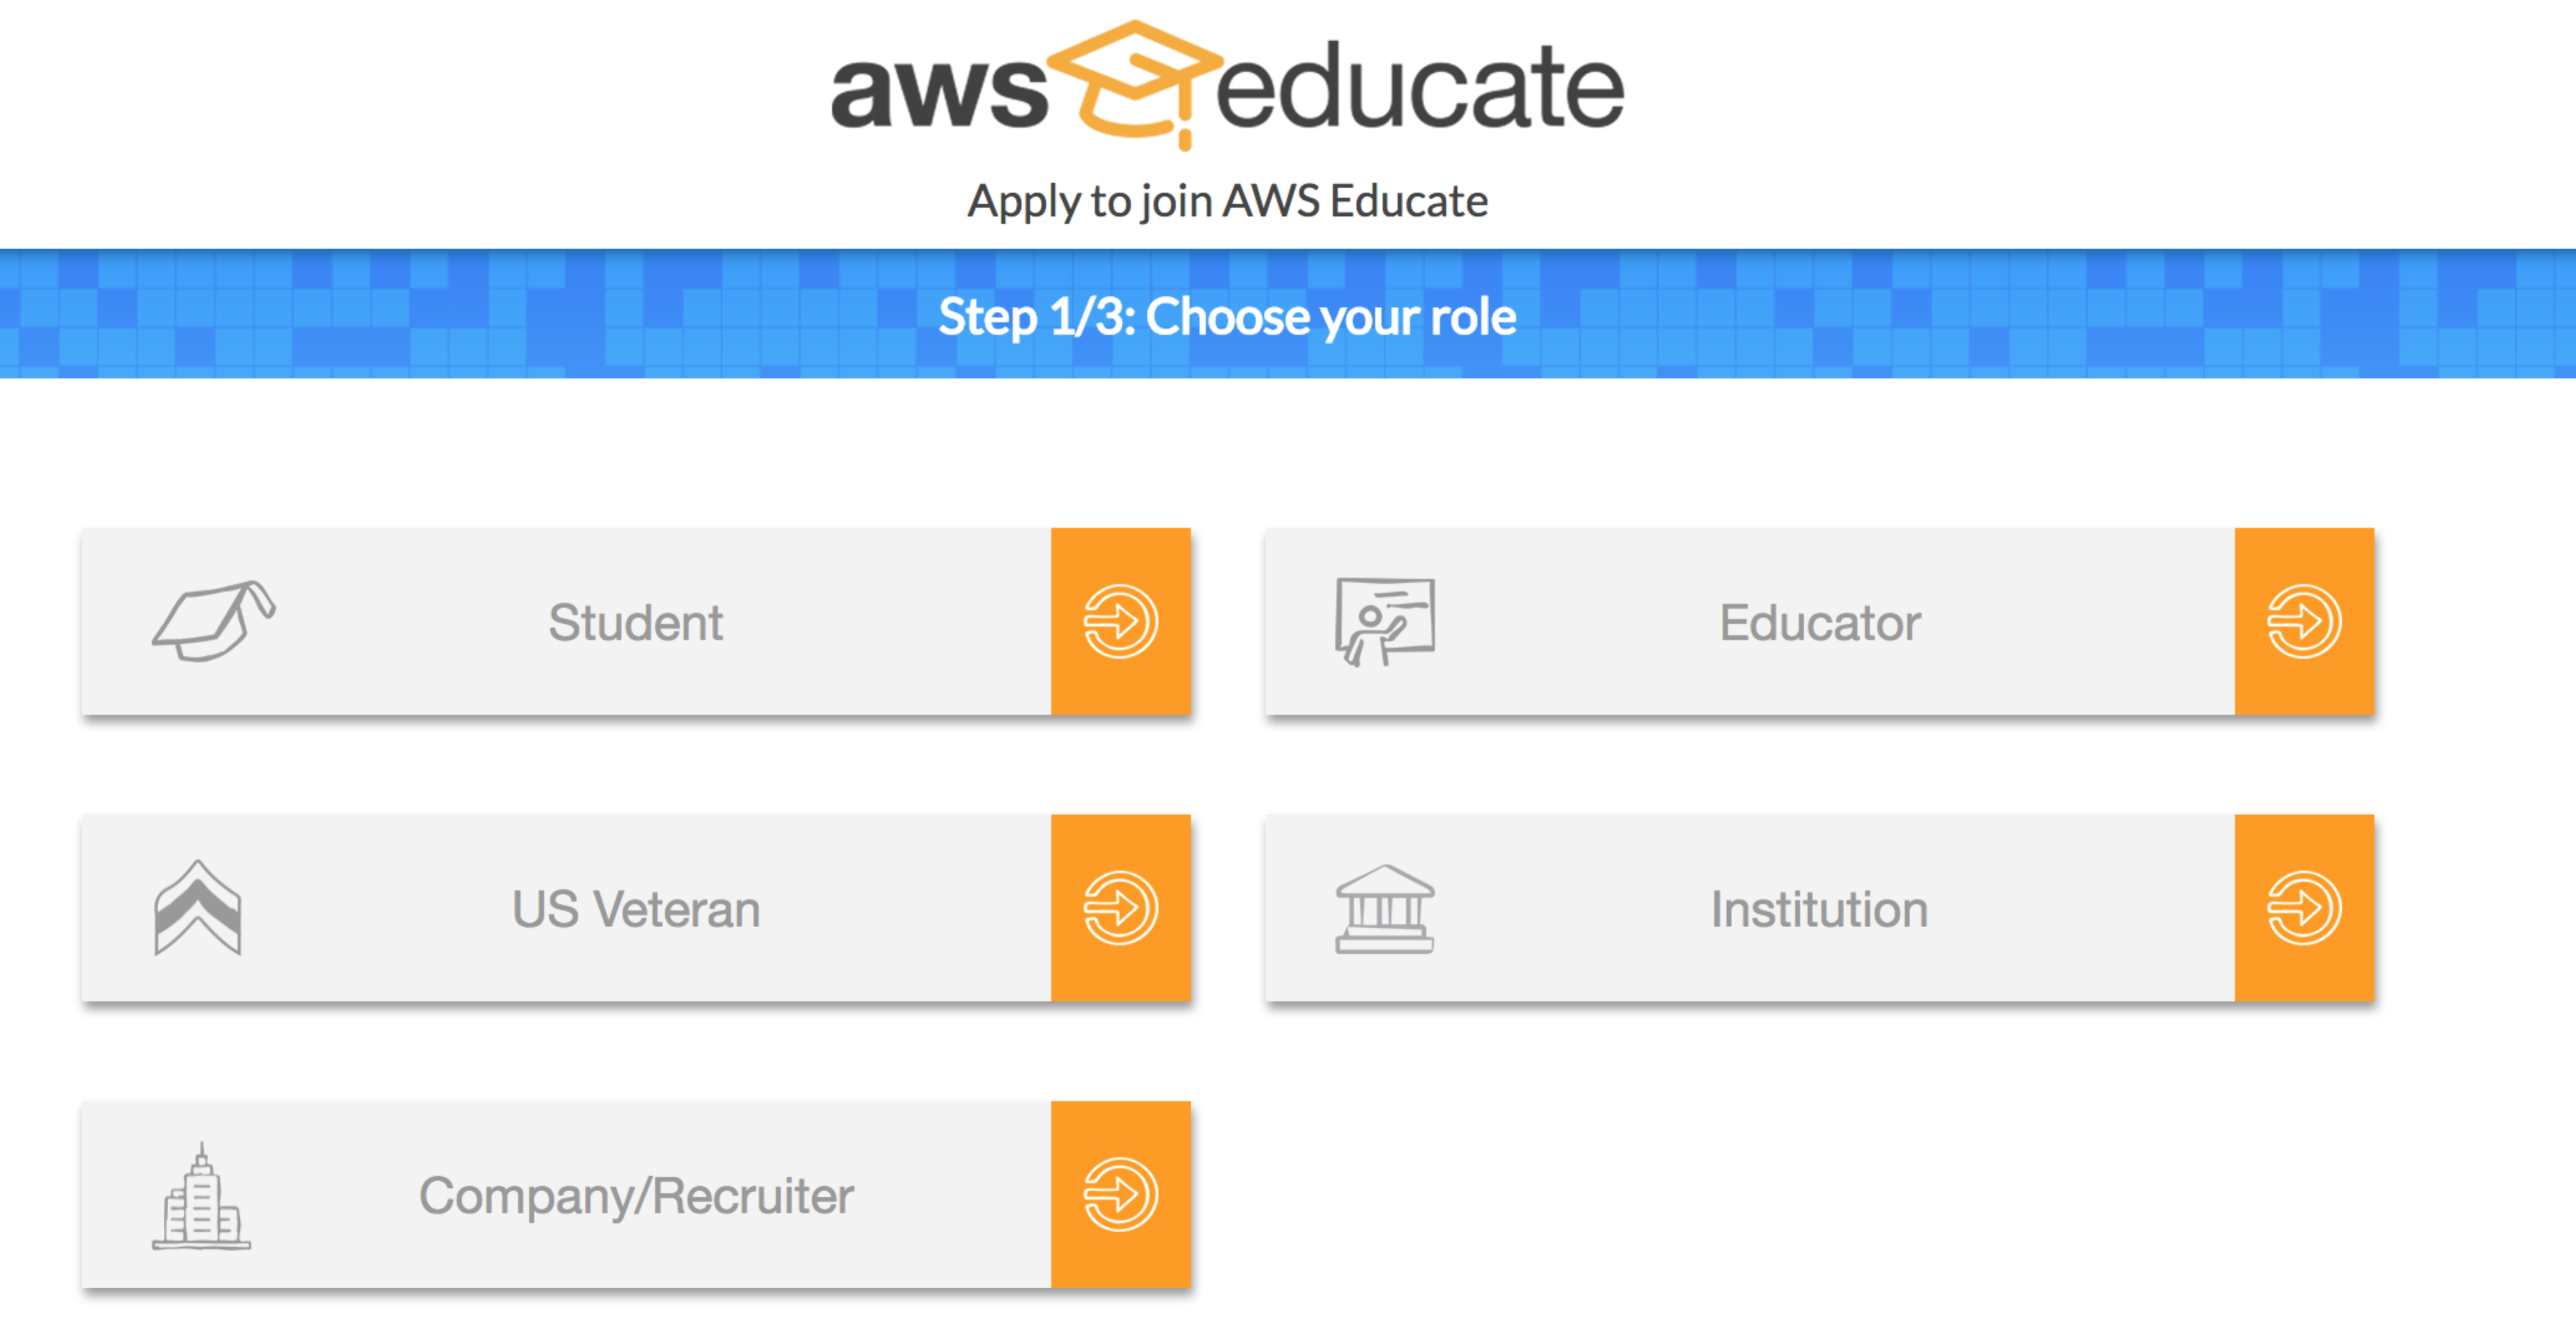 aws educate
Apply to join AWS Educate
Step 1/3: Choose your role
Student
Educator
US Veteran
Institution
Company/Recruiter